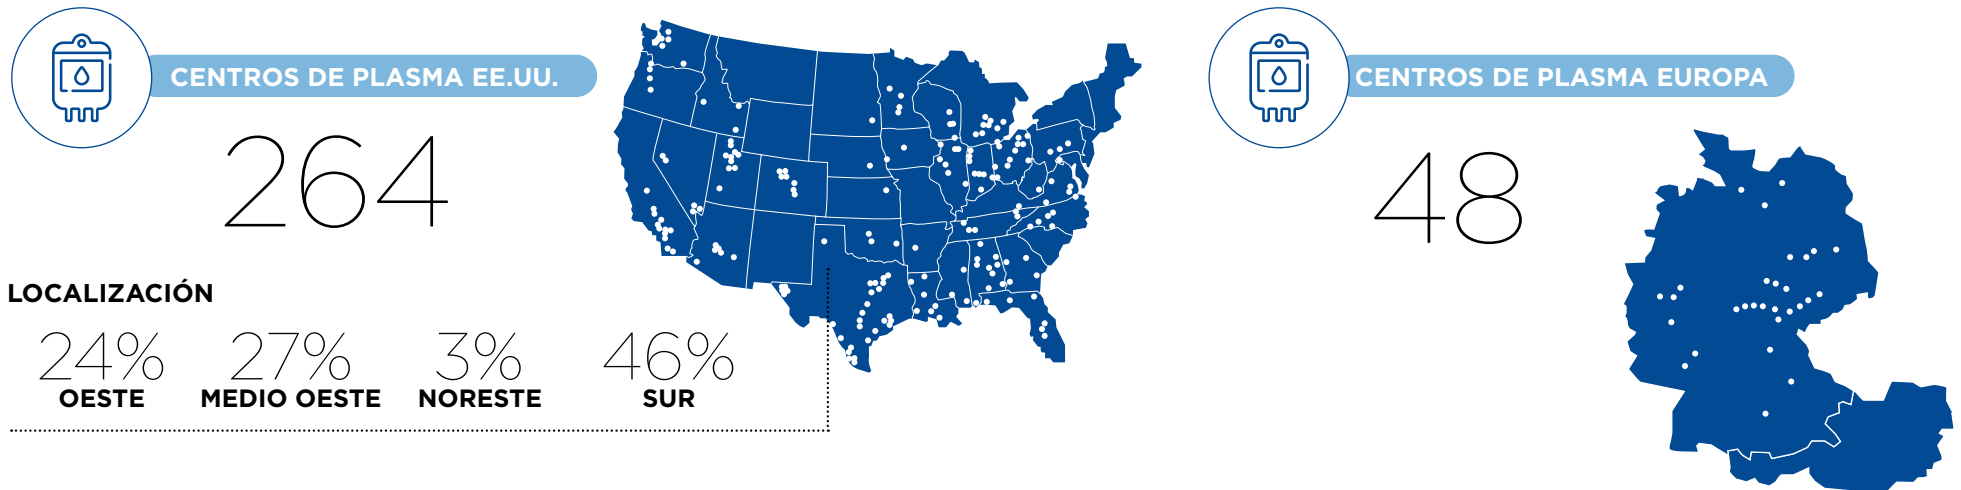 CENTROS DE PLASMA EE.UU.
264
LOCALIZACIÓN
24%
OESTE
27%
MEDIO OESTE
3%
NORESTE
46%
SUR
CENTROS DE PLASMA EUROPA
48